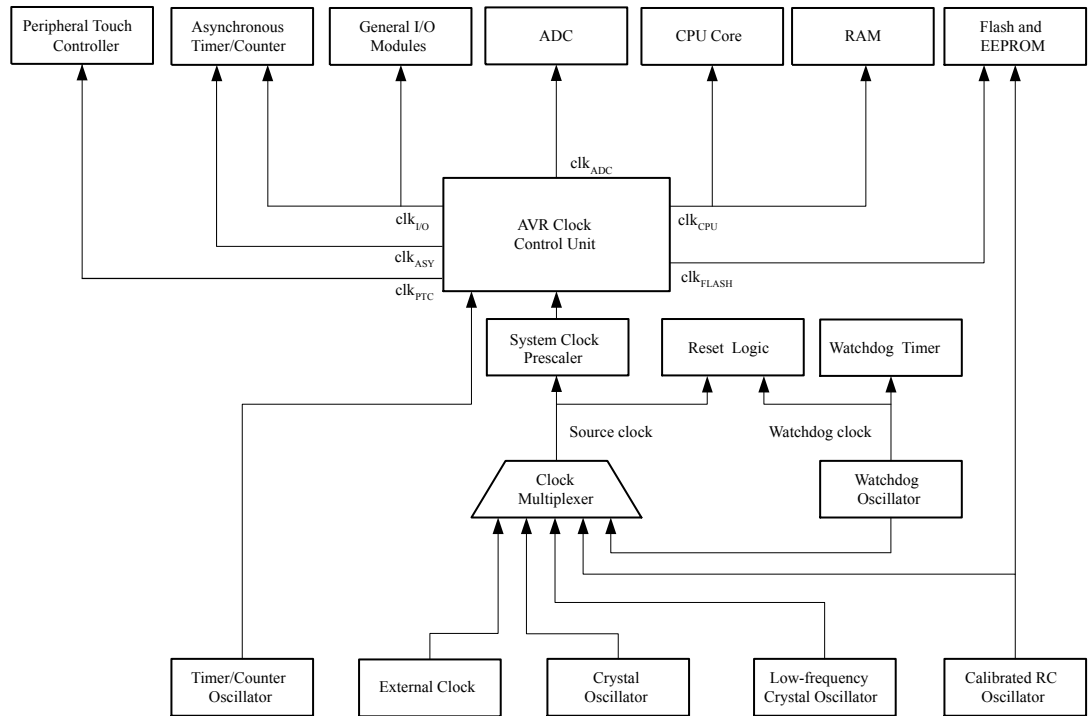 Peripheral Touch
Controller
Asynchronous
Timer/Counter
General I/O
Modules
ADC
CPU Core
RAM
Flash and
EEPROM
clkADC
AVR Clock
Control Unit
clkI/O
clkCPU
clkASY
clkFLASH
clkPTC
System Clock
Prescaler
Reset Logic
Watchdog Timer
Source clock
Watchdog clock
Clock
Multiplexer
Watchdog
Oscillator
Timer/Counter
Oscillator
External Clock
Crystal
Oscillator
Low-frequency
Crystal Oscillator
Calibrated RC
Oscillator